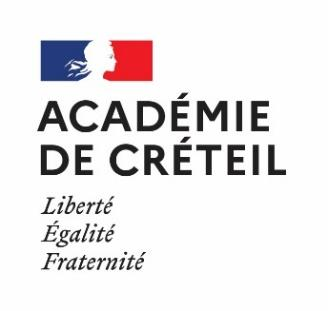 ACADÉMIE
DE CRÉTEIL
Liberté
Égalité
Fraternité